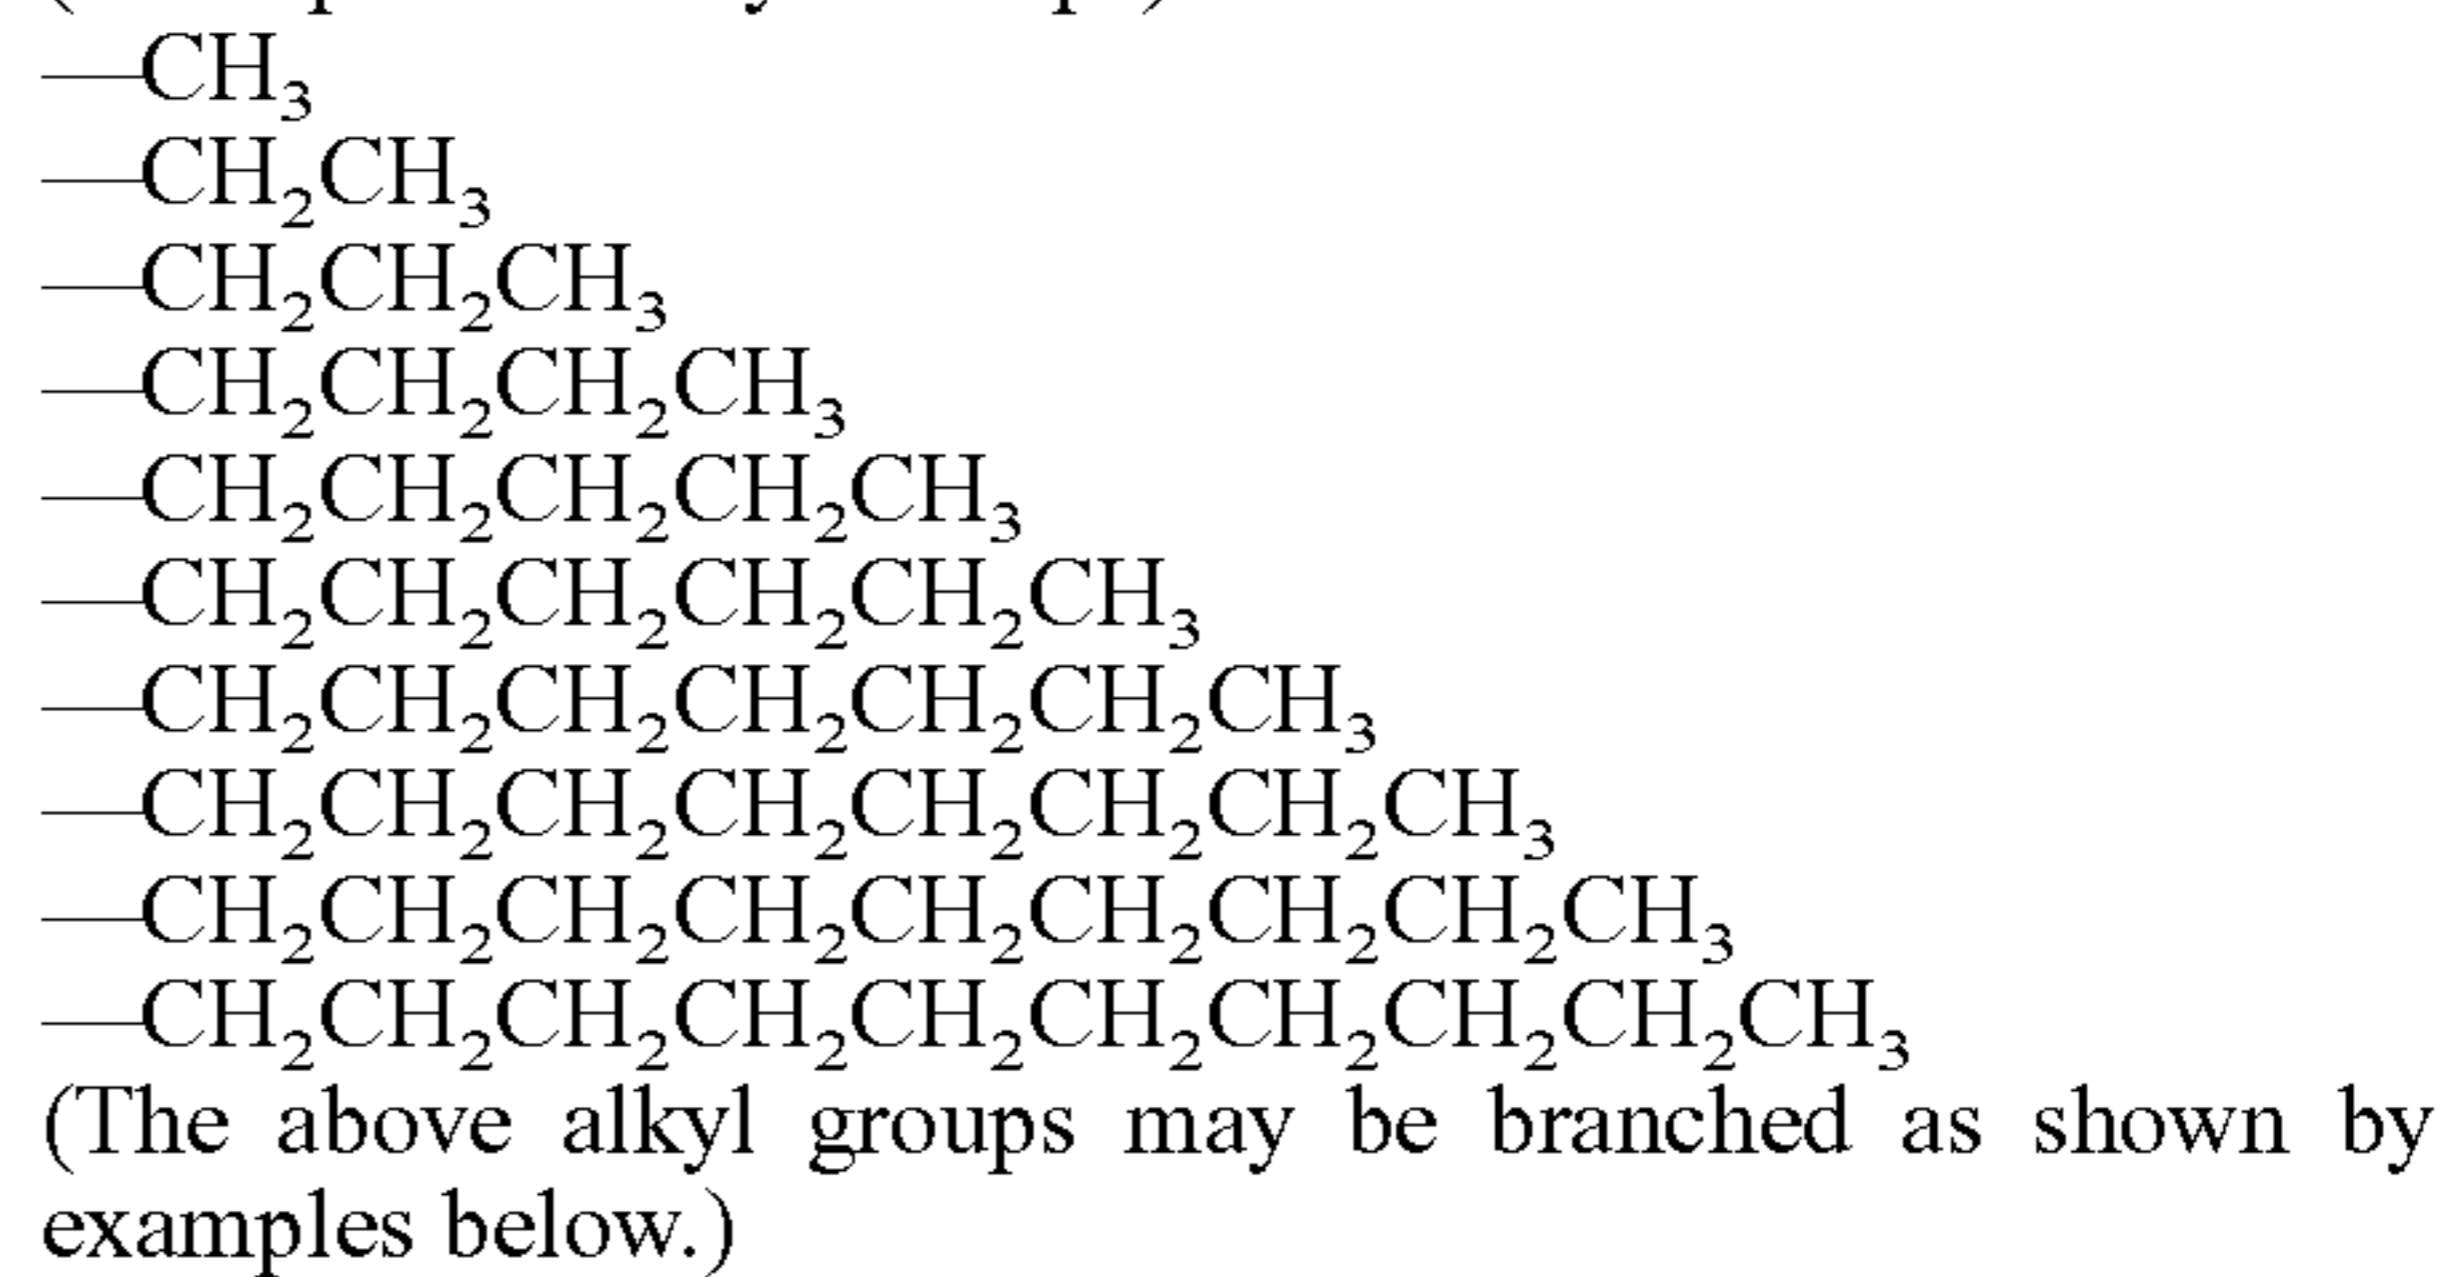 —CH₃
—CH₂CH₃
—CH₂CH₂CH₃
—CH₂CH₂CH₂CH₃
—CH₂CH₂CH₂CH₂CH₃
—CH₂CH₂CH₂CH₂CH₂CH₃
—CH₂CH₂CH₂CH₂CH₂CH₂CH₃
—CH₂CH₂CH₂CH₂CH₂CH₂CH₂CH₃
—CH₂CH₂CH₂CH₂CH₂CH₂CH₂CH₂CH₃
—CH₂CH₂CH₂CH₂CH₂CH₂CH₂CH₂CH₂CH₃
(The above alkyl groups may be branched as shown by
examples below.)